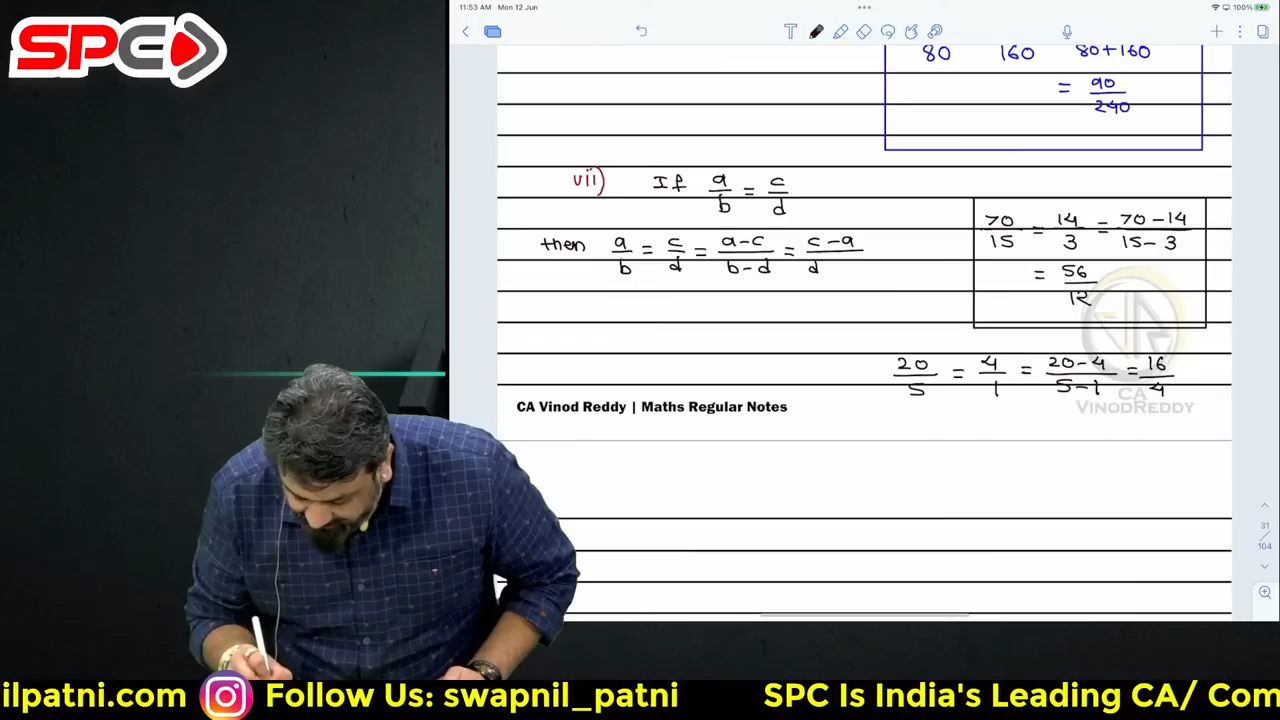 SPC
11:53 AM Mon 12 Jun
100%
T
80 160 80+160
= 90/240
vii) If a/b = c/d
then a/b = c/d = a-c/b-d = c-a/d
70/15 = 14/3 = 70-14/15-3
= 56/12
20/5 = 4/1 = 20-4/5-1 = 16/4
CA
VINODREDDY
CA Vinod Reddy | Maths Regular Notes
31
104
ilpatni.com Follow Us: swapnil_patni SPC Is India's Leading CA/ Com